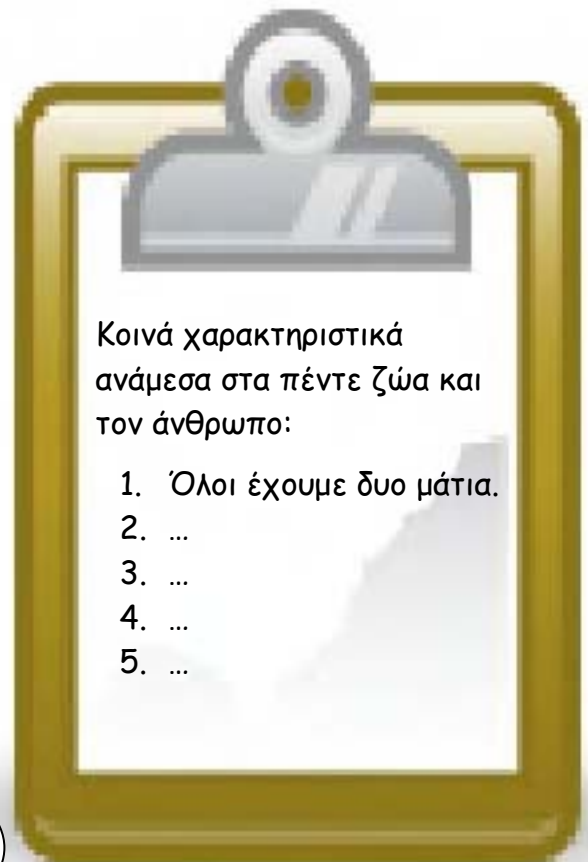 Κοινά χαρακτηριστικά
ανάμεσα στα πέντε ζώα και
τον άνθρωπο:
1. Όλοι έχουμε δυο μάτια.
2. ...
3. ...
4. ...
5. ...